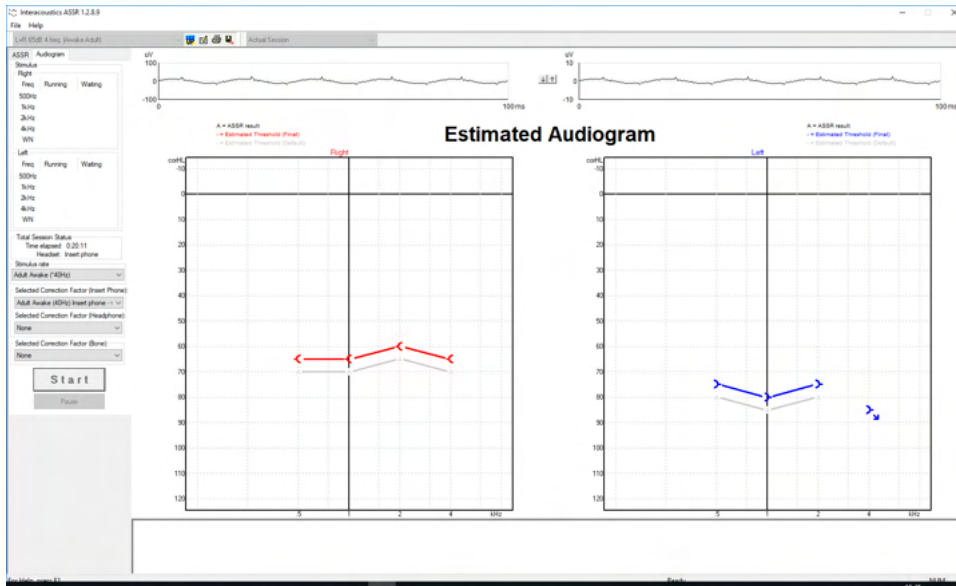 Interacoustics ASSR 1.2.8.9
File Help
L+R 65dB 4 freq. (Awake Adult)
Actual Session
ASSR Audiogram
Stimulus
Right
Freq Running Waiting
500Hz
1kHz
2kHz
4kHz
WN
Left
Freq Running Waiting
500Hz
1kHz
2kHz
4kHz
WN
Total Session Status
Time elapsed 0:20:11
Headset: Insert phone
Stimulus rate
Adult Awake (~40Hz)
Selected Correction Factor (Insert Phone)
Adult Awake (40Hz) Insert phone
Selected Correction Factor (Headphone)
None
Selected Correction Factor (Bone)
None
Start
Pause
uV
100
0
-100
0
100 ms
uV
10
0
-10
0
100 ms
Estimated Audiogram
A = ASSR result
Estimated Threshold (Final)
Estimated Threshold (Default)
Right
corHL
-10
0
10
20
30
40
50
60
70
80
90
100
110
120
.5 1 2 4 kHz
A = ASSR result
Estimated Threshold (Final)
Estimated Threshold (Default)
Left
corHL
-10
0
10
20
30
40
50
60
70
80
90
100
110
120
.5 1 2 4 kHz
For Help, press F1
Ready
NUM